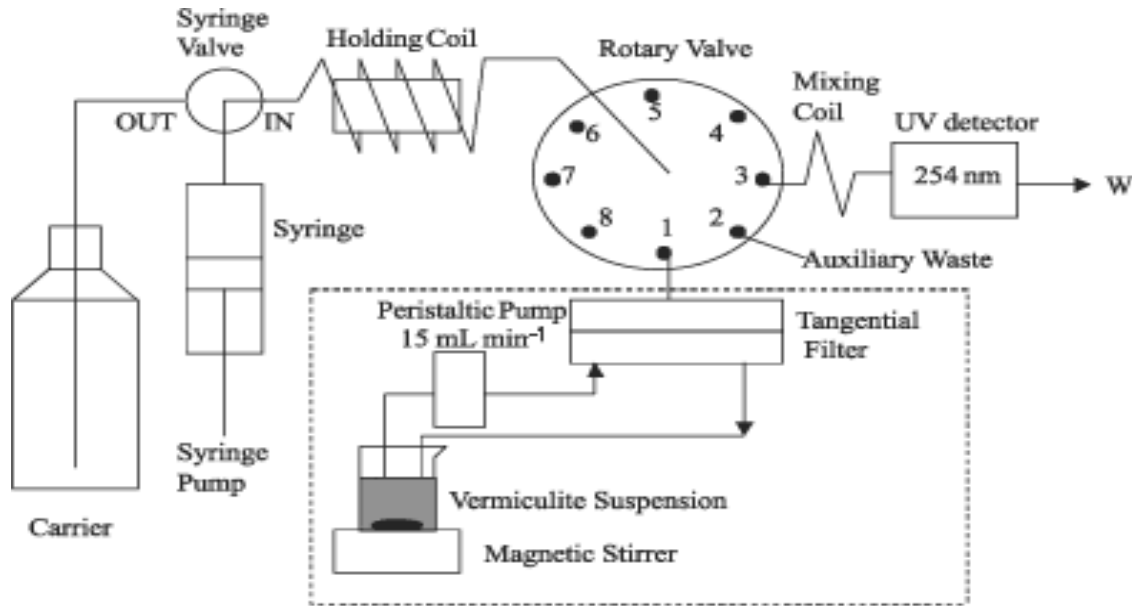 Syringe
Valve
Holding Coil
Rotary Valve
Mixing
Coil
UV detector
OUT
IN
5
6
4
7
3
254 nm
W
8
1
2
Syringe
Auxiliary Waste
Peristaltic Pump
15 mL min⁻¹
Tangential
Filter
Syringe
Pump
Vermiculite Suspension
Carrier
Magnetic Stirrer